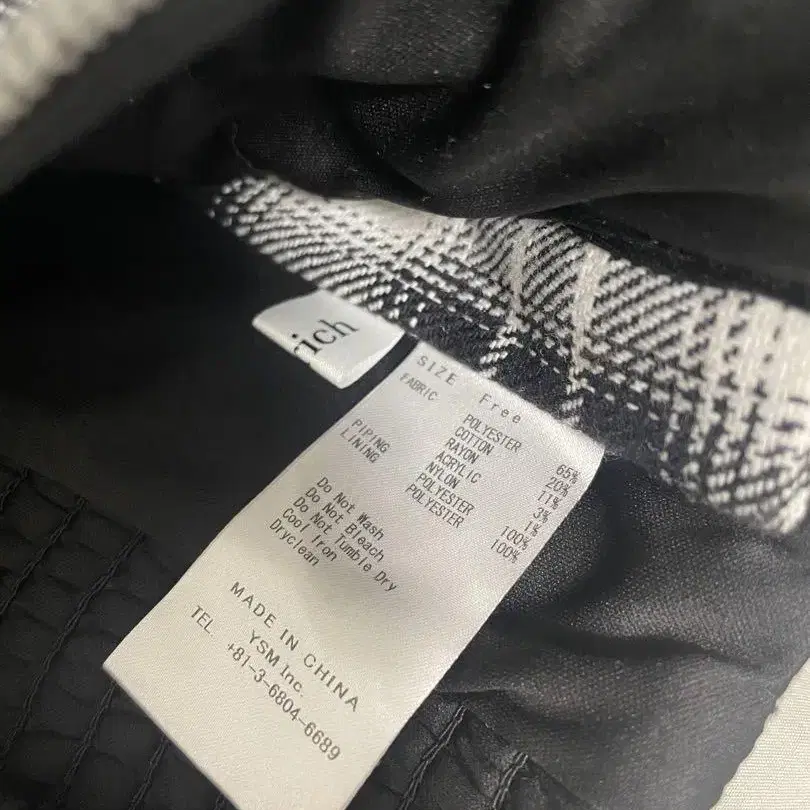 rich
SIZE Free
FABRIC POLYESTER 65%
COTTON 20%
RAYON 11%
ACRYLIC 3%
NYLON 1%
PIPING POLYESTER 100%
LINING POLYESTER 100%
Do Not Wash
Do Not Bleach
Do Not Tumble Dry
Cool Iron
Dryclean
MADE IN CHINA
YSM Inc.
TEL. +81-3-6804-6689